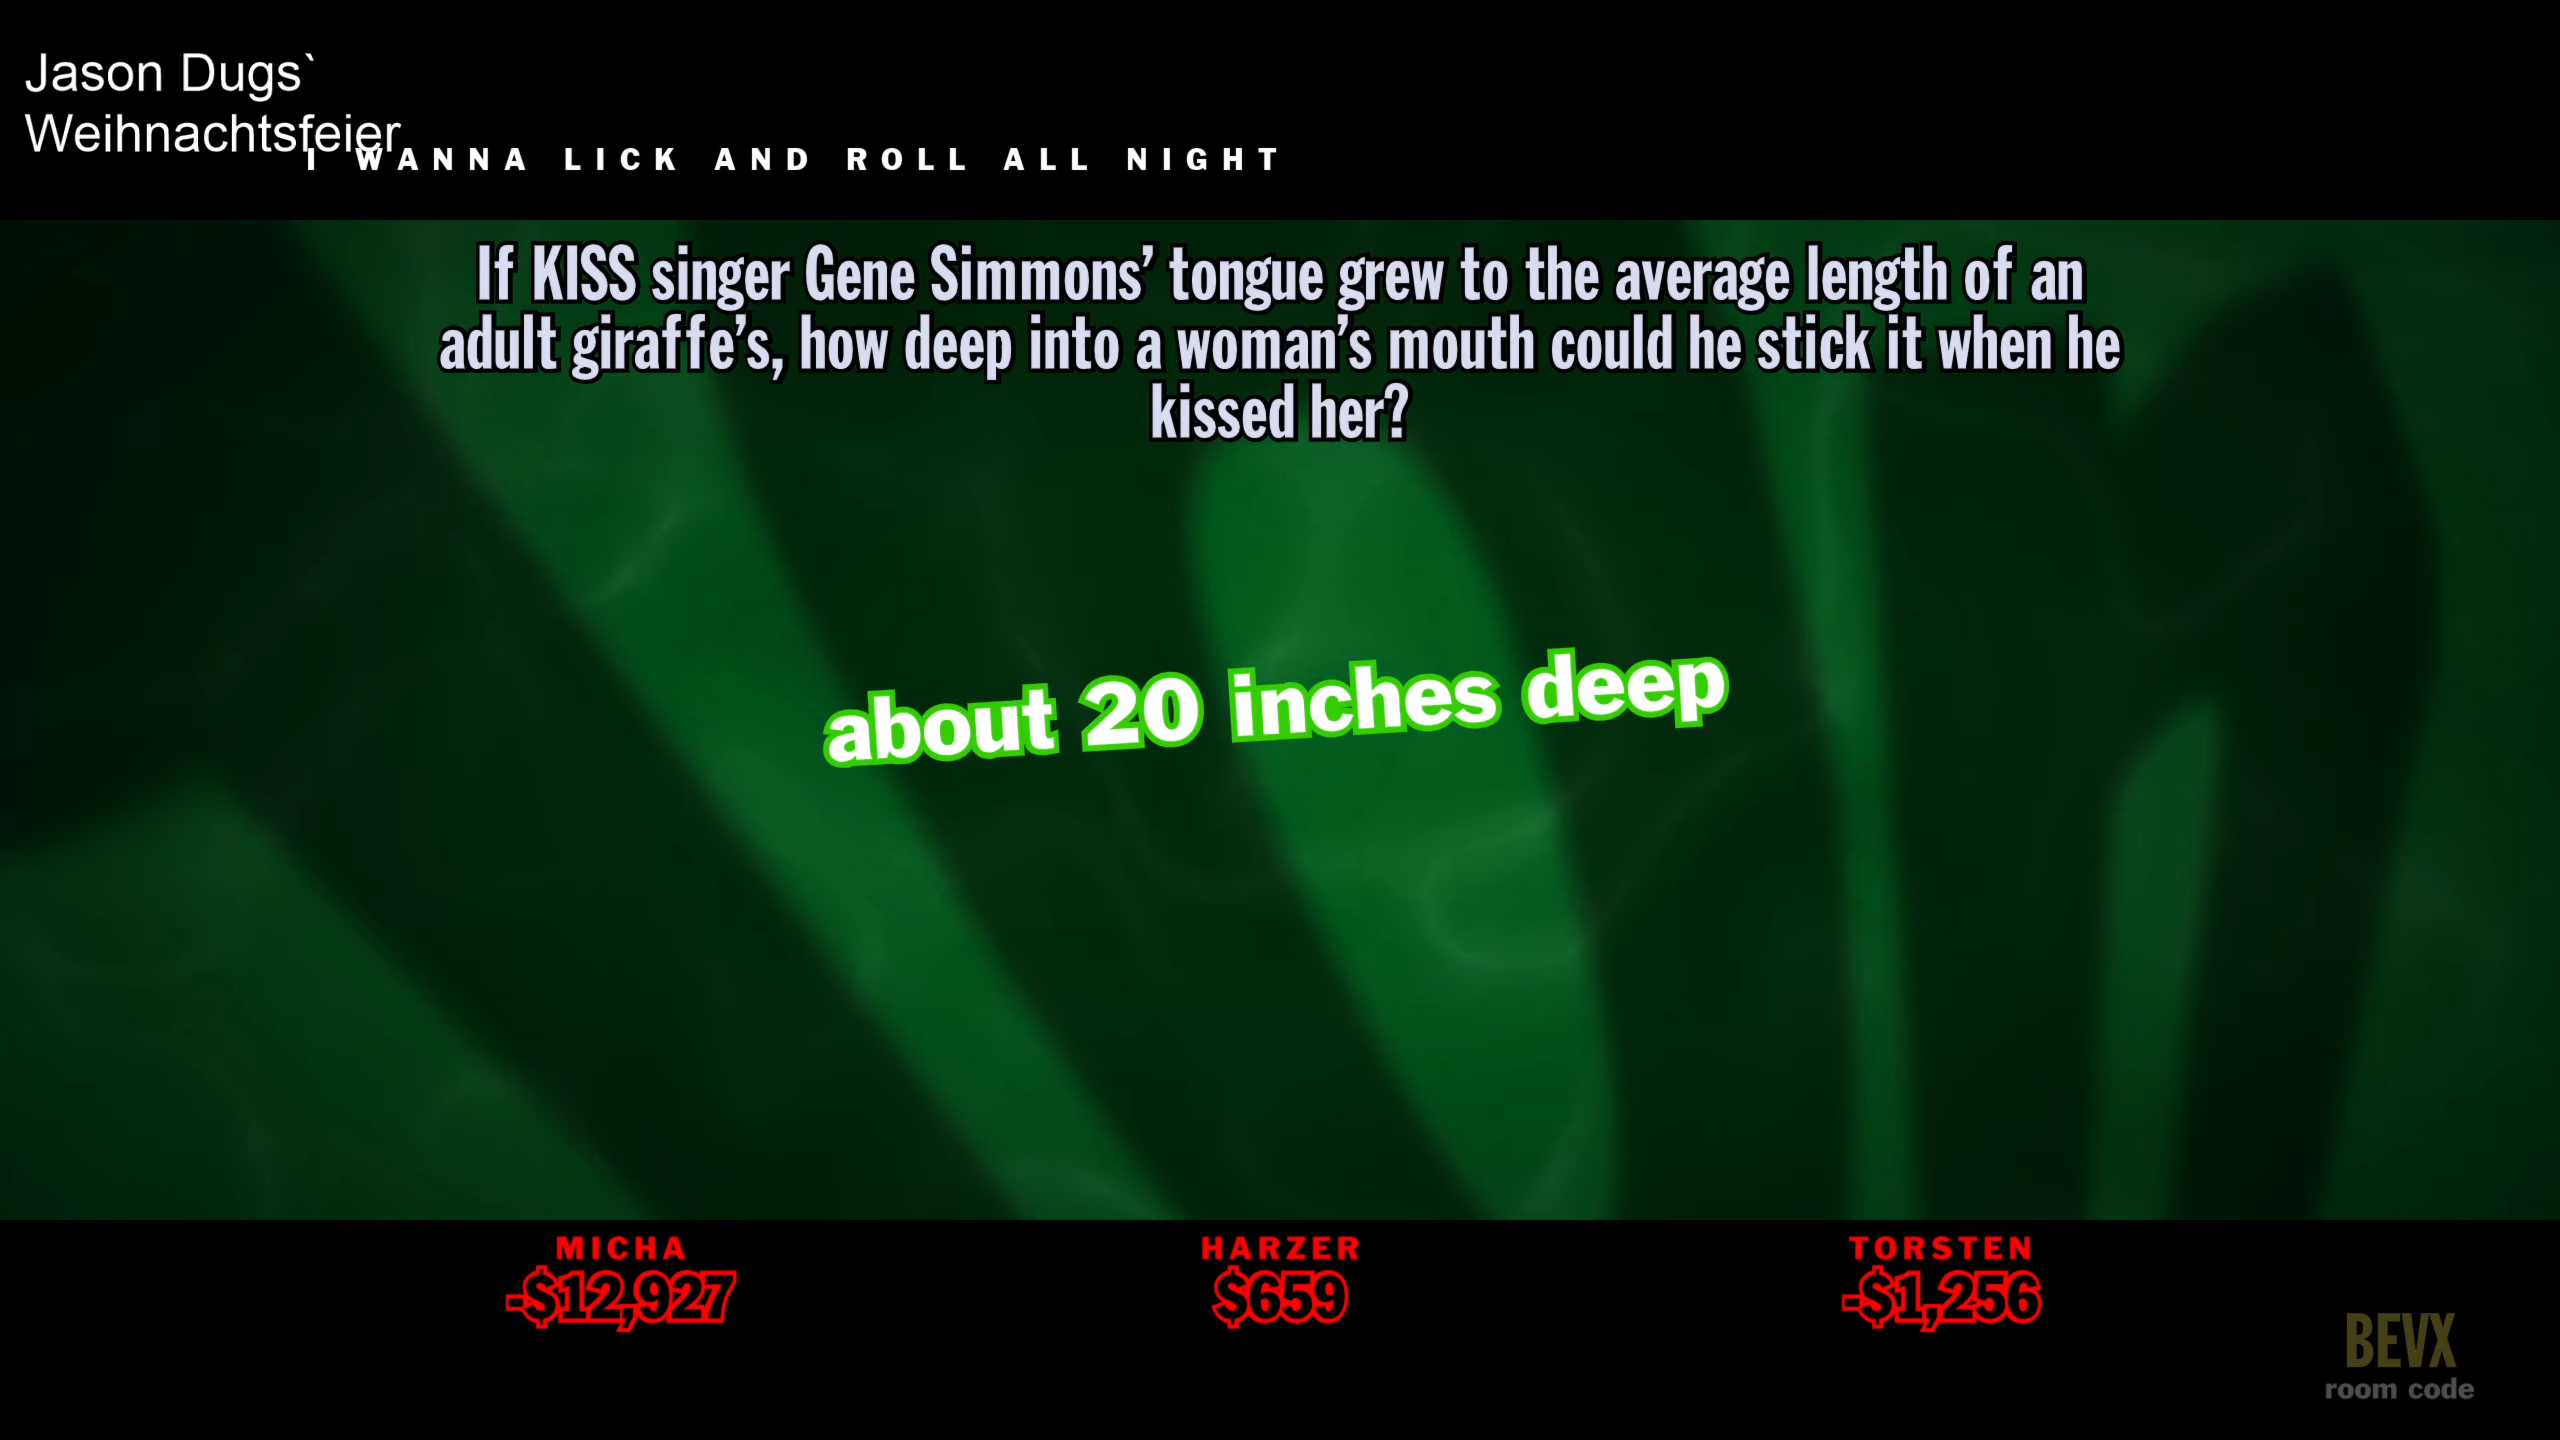 Jason Dugs`
Weihnachtsfeier
I WANNA LICK AND ROLL ALL NIGHT
If KISS singer Gene Simmons’ tongue grew to the average length of an
adult giraffe’s, how deep into a woman’s mouth could he stick it when he
kissed her?
about 20 inches deep
MICHA
-$12,927
HARZER
$659
TORSTEN
-$1,256
BEVX
room code